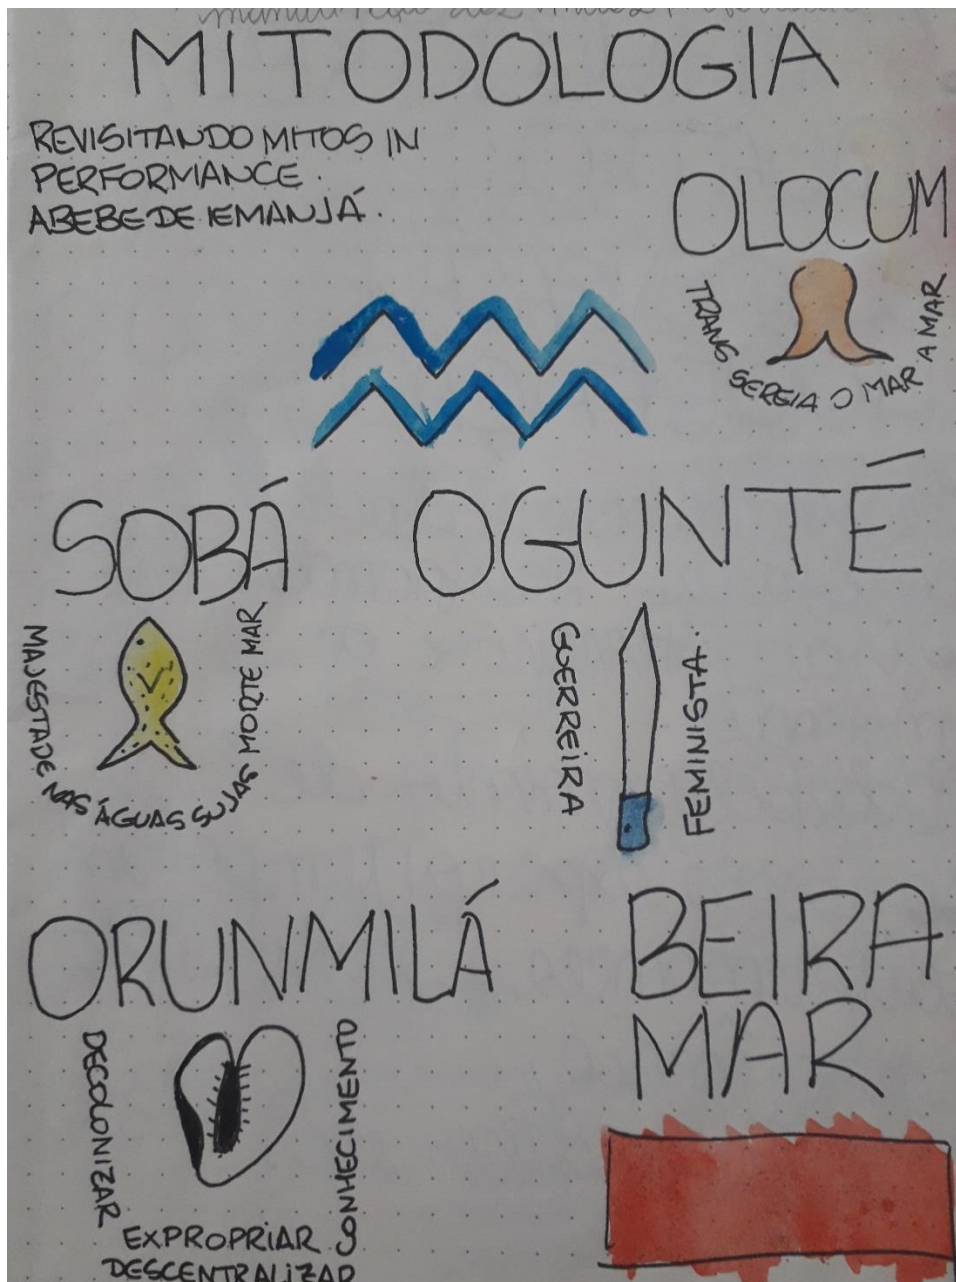 MITODOLOGIA
REVISITANDO MITOS IN
PERFORMANCE.
ABEBE DE IEMANJÁ.
OLOCUM
TRANS SEREIA O MAR A MAR
SOBÁ
MAJESTADE NAS ÁGUAS SUJAS MORTE MAR
OGUNTÉ
GUERREIRA
FEMINISTA.
ORUNMILÁ
DECOLONIZAR
CONHECIMENTO
EXPROPRIAR
DESCENTRALIZAR
BEIRA
MAR